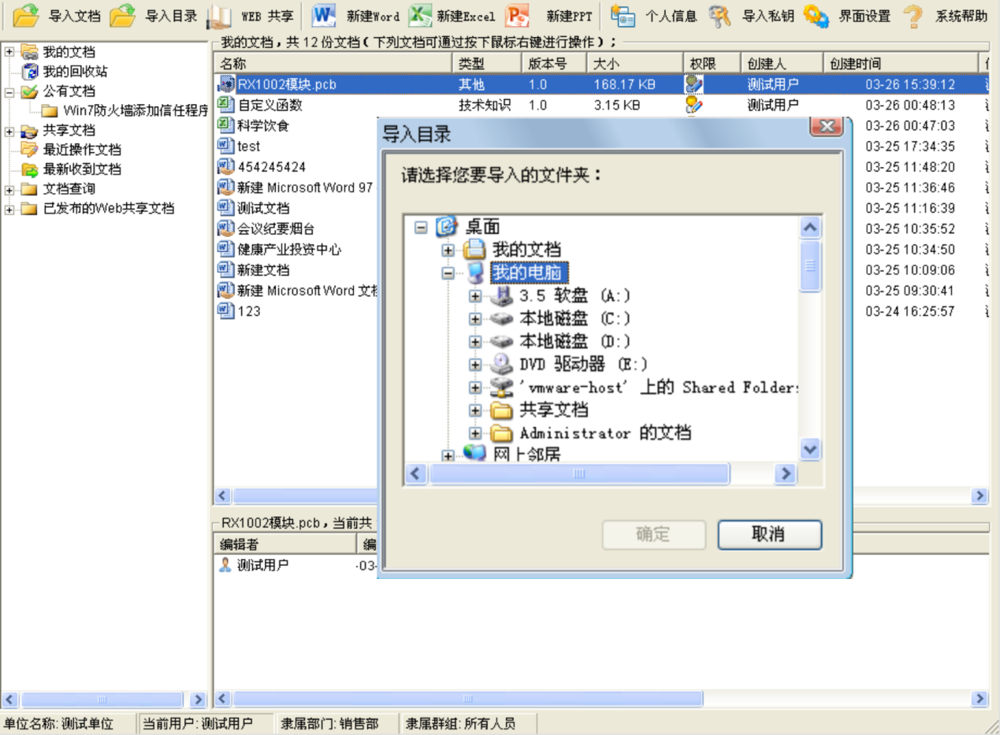 导入文档 导入目录 WEB 共享 新建Word 新建Excel 新建PPT 个人信息 导入私钥 界面设置 系统帮助
我的文档
我的回收站
公有文档
Win7防火墙添加信任程序
共享文档
最近操作文档
最新收到文档
文档查询
已发布的Web共享文档
我的文档，共 12 份文档（下列文档可通过按下鼠标右键进行操作）；
名称 类型 版本号 大小 权限 创建人 创建时间
RX1002模块.pcb 其他 1.0 168.17 KB 测试用户 03-26 15:39:12
自定义函数 技术知识 1.0 3.15 KB 测试用户 03-26 00:48:13
科学饮食 03-26 00:47:03
test 03-25 17:34:35
454245424 03-25 11:48:20
新建 Microsoft Word 97 03-25 11:36:46
测试文档 03-25 11:16:39
会议纪要烟台 03-25 10:35:52
健康产业投资中心 03-25 10:34:50
新建文档 03-25 10:09:06
新建 Microsoft Word 文档 03-25 09:30:41
123 03-24 16:25:57
导入目录
请选择您要导入的文件夹：
桌面
我的文档
我的电脑
3.5 软盘 (A:)
本地磁盘 (C:)
本地磁盘 (D:)
DVD 驱动器 (E:)
'vmware-host' 上的 Shared Folders
共享文档
Administrator 的文档
网上邻居
确定 取消
RX1002模块.pcb，当前共
编辑者 编
测试用户 -03-
单位名称: 测试单位 当前用户: 测试用户 隶属部门: 销售部 隶属群组: 所有人员